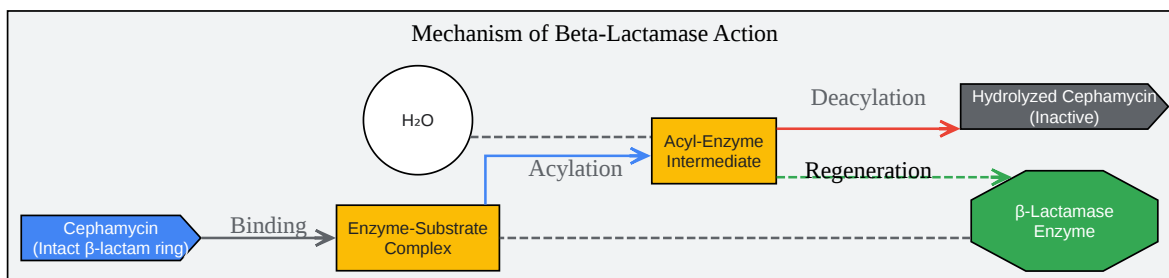 Mechanism of Beta-Lactamase Action
H₂O
Deacylation
Hydrolyzed Cephamycin
(Inactive)
Acyl-Enzyme
Intermediate
Acylation
Regeneration
Cephamycin
(Intact β-lactam ring)
Binding
Enzyme-Substrate
Complex
β-Lactamase
Enzyme